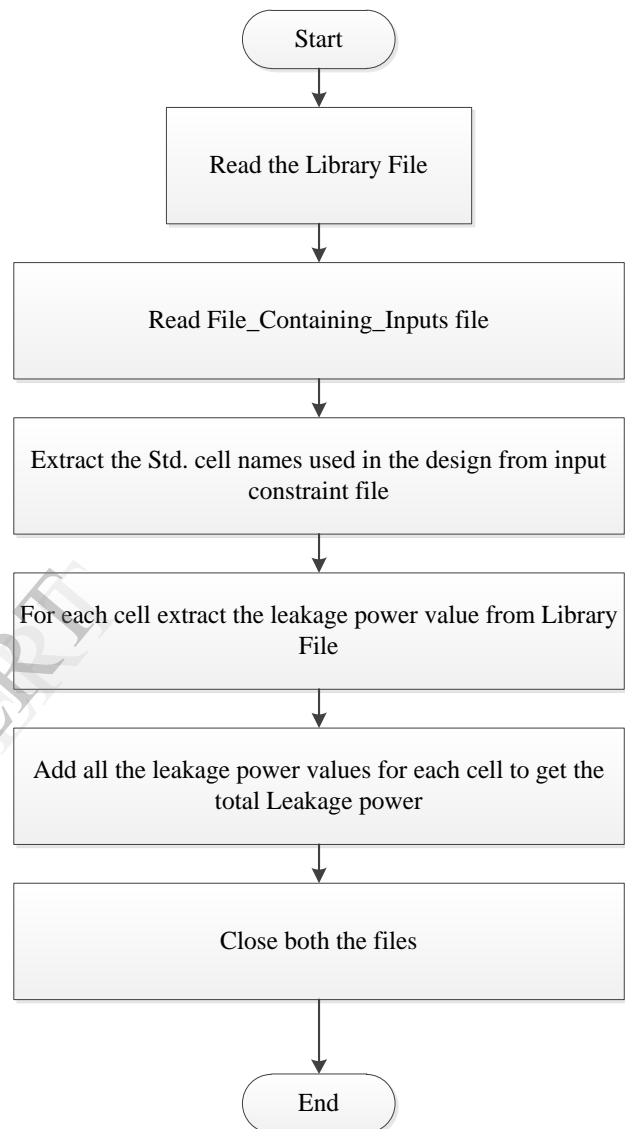 Start
Read the Library File
Read File_Containing_Inputs file
Extract the Std. cell names used in the design from input
constraint file
For each cell extract the leakage power value from Library
File
Add all the leakage power values for each cell to get the
total Leakage power
Close both the files
End